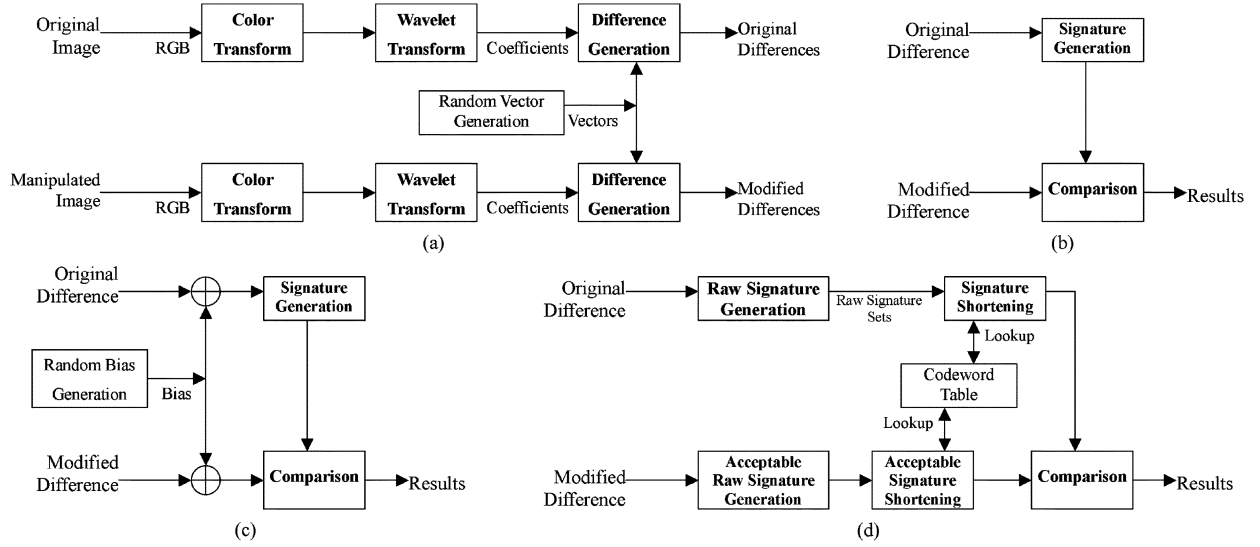 Original
Image
RGB
Color
Transform
Wavelet
Transform
Coefficients
Difference
Generation
Original
Differences
Random Vector
Generation
Vectors
Manipulated
Image
RGB
Color
Transform
Wavelet
Transform
Coefficients
Difference
Generation
Modified
Differences
(a)
Original
Difference
Signature
Generation
Modified
Difference
Comparison
Results
(b)
Original
Difference
Signature
Generation
Random Bias
Generation
Bias
Modified
Difference
Comparison
Results
(c)
Original
Difference
Raw Signature
Generation
Raw Signature
Sets
Signature
Shortening
Lookup
Codeword
Table
Lookup
Modified
Difference
Acceptable
Raw Signature
Generation
Acceptable
Signature
Shortening
Comparison
Results
(d)